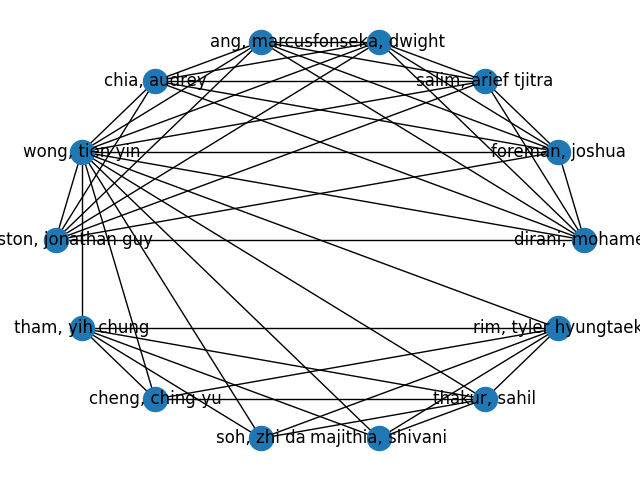 ang, marcus
fonseka, dwight
chia, audrey
salim, arief tjitra
wong, tien yin
foreman, joshua
ston, jonathan guy
dirani, mohame
tham, yih chung
rim, tyler hyungtaek
cheng, ching yu
thakur, sahil
soh, zhi da
majithia, shivani